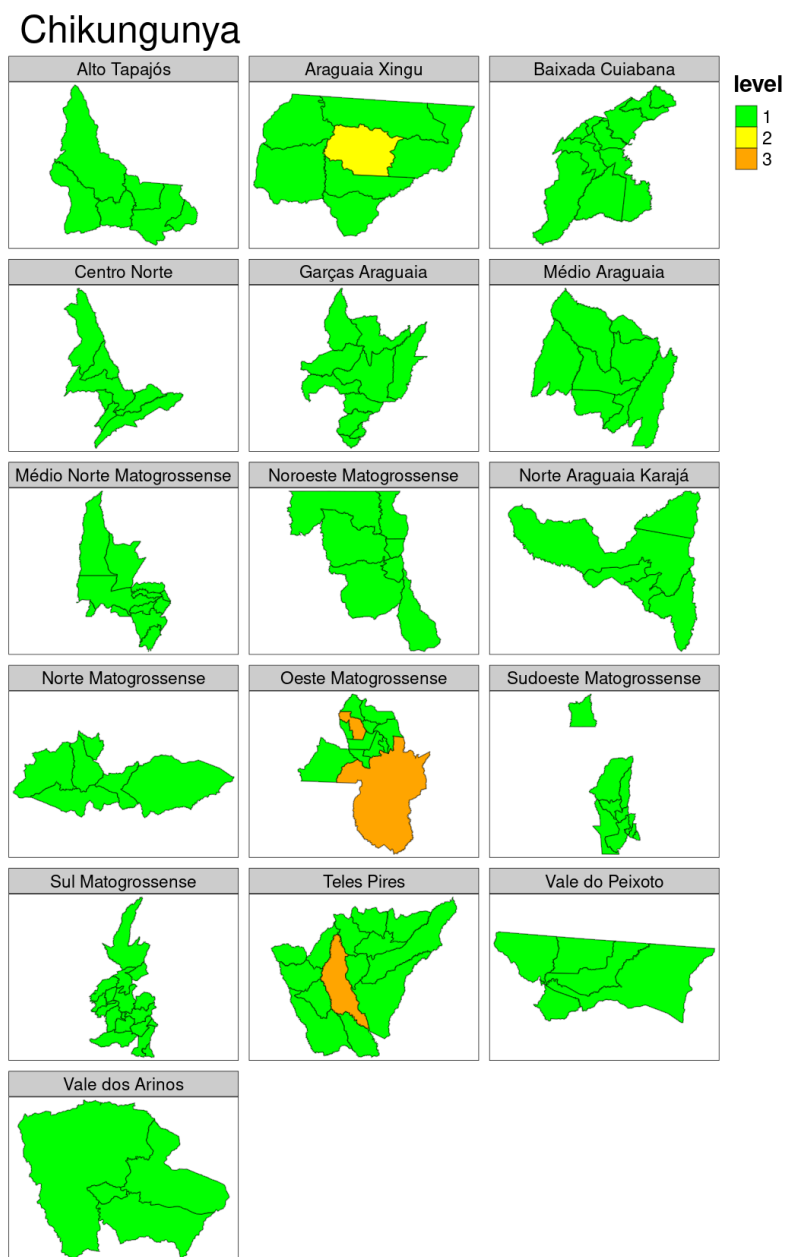 Chikungunya
Alto Tapajós
Araguaia Xingu
Baixada Cuiabana
level
1
2
3
Centro Norte
Garças Araguaia
Médio Araguaia
Médio Norte Matogrossense
Noroeste Matogrossense
Norte Araguaia Karajá
Norte Matogrossense
Oeste Matogrossense
Sudoeste Matogrossense
Sul Matogrossense
Teles Pires
Vale do Peixoto
Vale dos Arinos